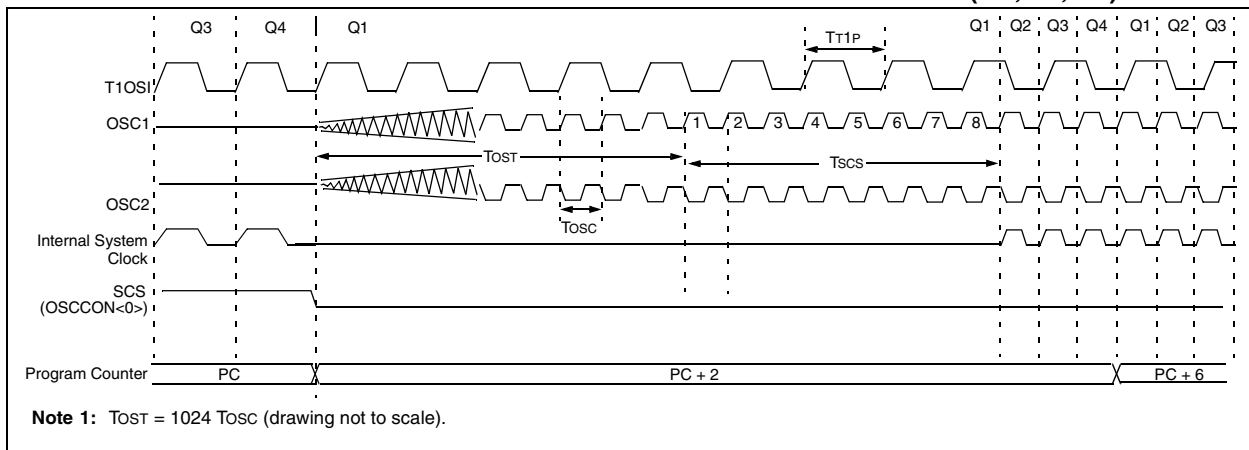 Q3 Q4 Q1 Q1 Q2 Q3 Q4 Q1 Q2 Q3
TT1P
T1OSI
OSC1
1 2 3 4 5 6 7 8
TOST
TSCS
OSC2
TOSC
Internal System
Clock
SCS
(OSCCON<0>)
Program Counter PC PC + 2 PC + 6
Note 1: TOST = 1024 TOSC (drawing not to scale).